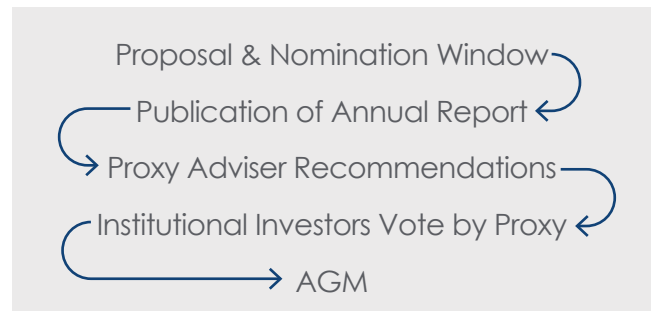 Proposal & Nomination Window
Publication of Annual Report
Proxy Adviser Recommendations
Institutional Investors Vote by Proxy
AGM